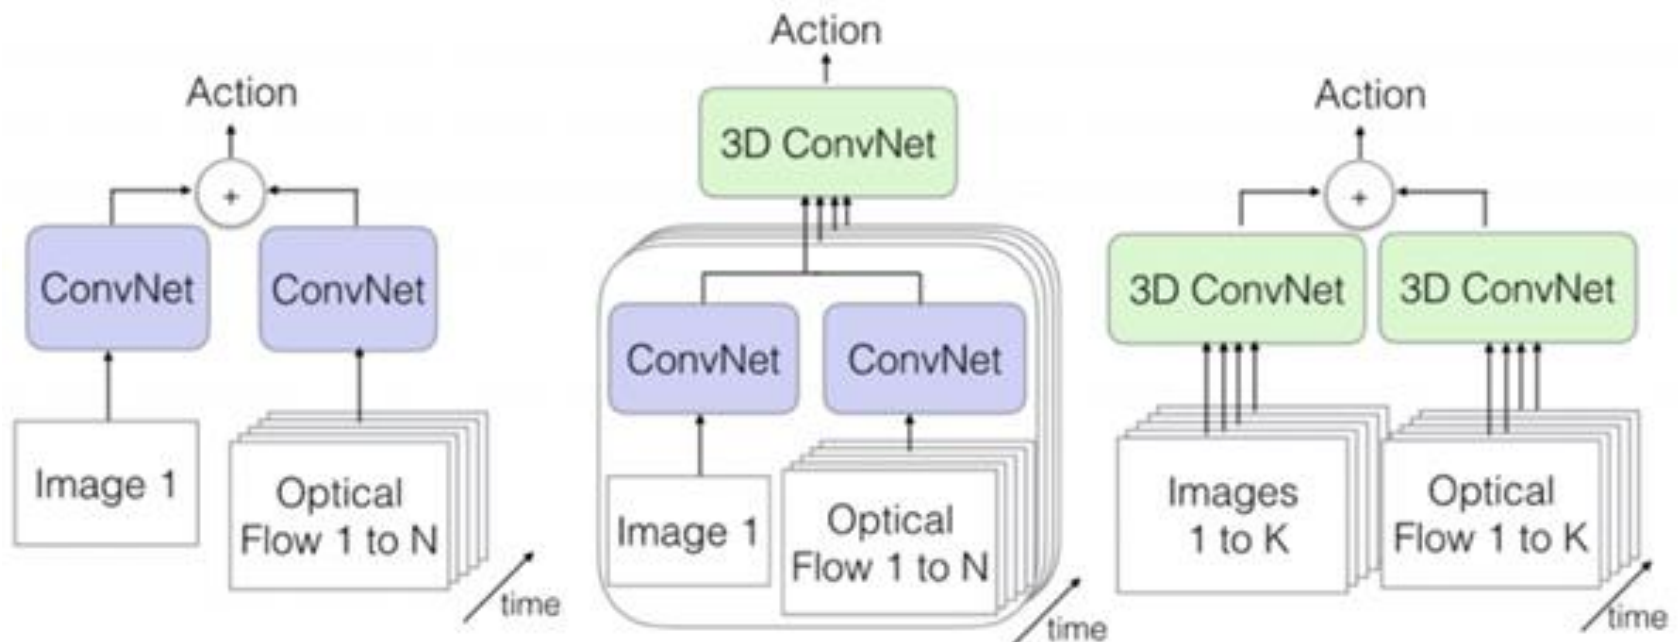 Action
+
ConvNet
ConvNet
Image 1
Optical
Flow 1 to N
time
Action
3D ConvNet
ConvNet
ConvNet
Image 1
Optical
Flow 1 to N
time
Action
+
3D ConvNet
3D ConvNet
Images
1 to K
Optical
Flow 1 to K
time